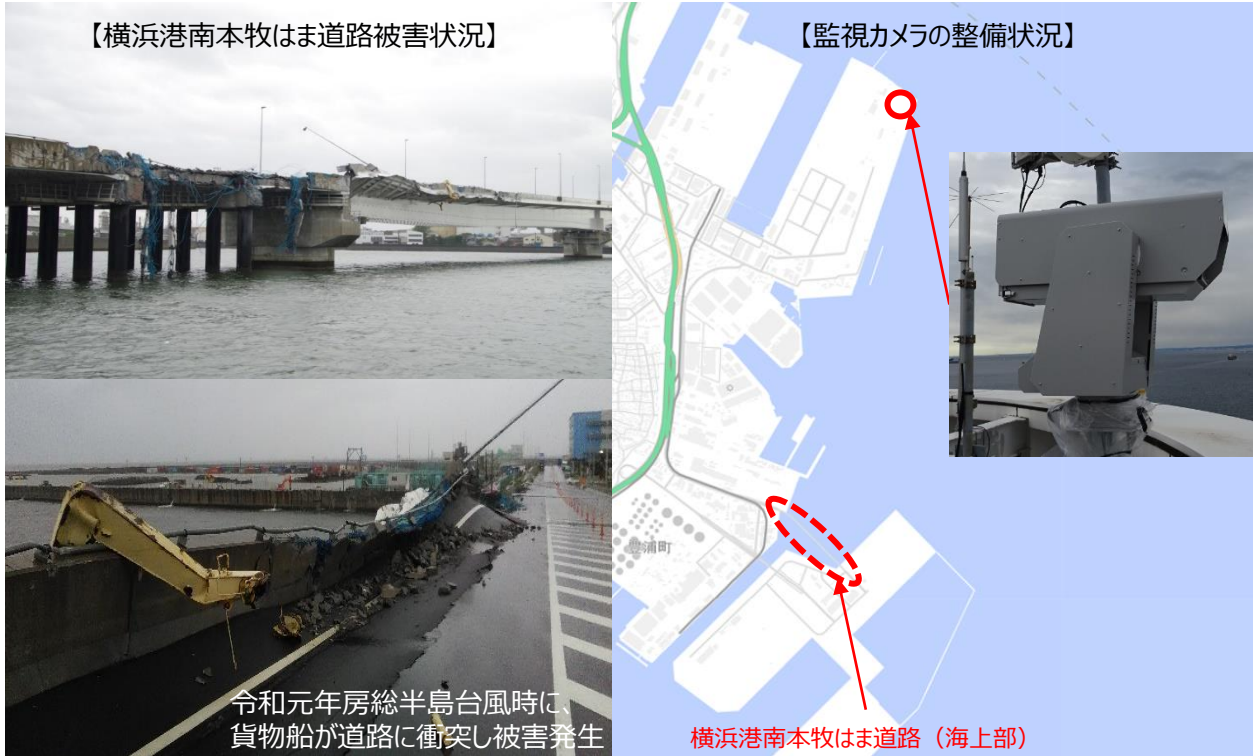 【横浜港南本牧はま道路被害状況】
【監視カメラの整備状況】
豊浦町
令和元年房総半島台風時に、
貨物船が道路に衝突し被害発生
横浜港南本牧はま道路（海上部）